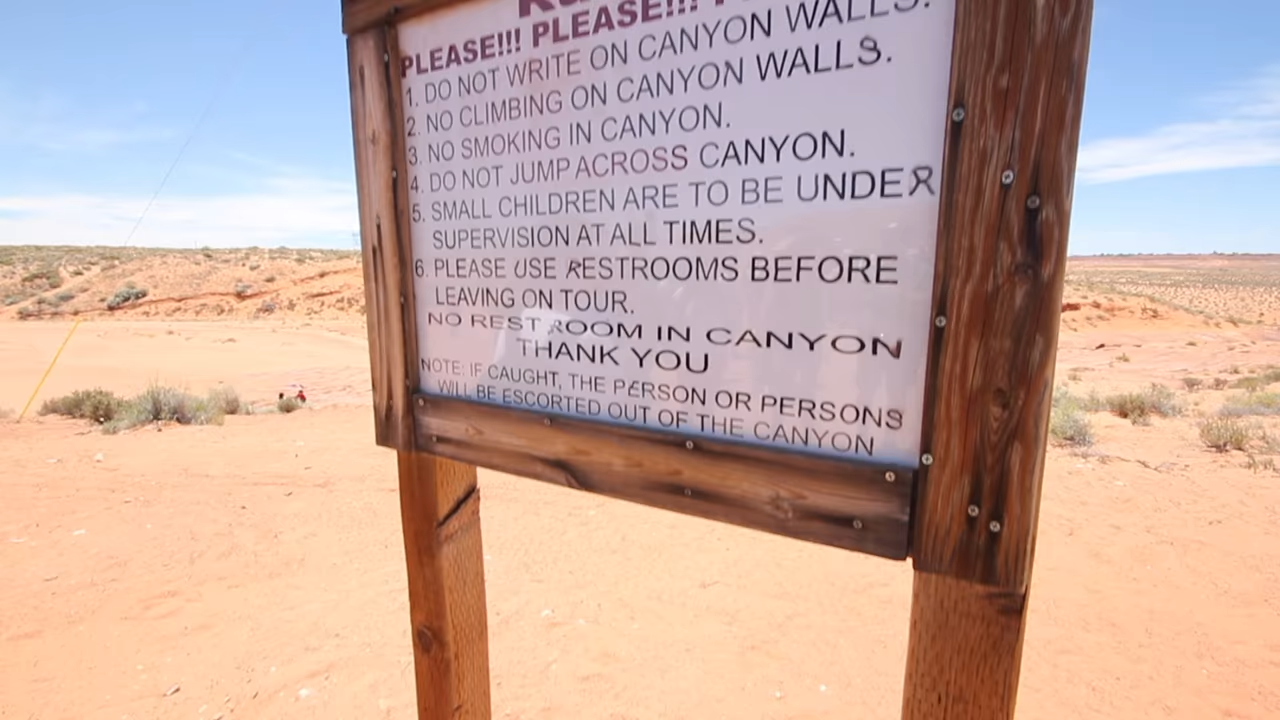 PLEASE!!! PLEASE!!!
1. DO NOT WRITE ON CANYON WALLS.
2. NO CLIMBING ON CANYON WALLS.
3. NO SMOKING IN CANYON.
4. DO NOT JUMP ACROSS CANYON.
5. SMALL CHILDREN ARE TO BE UNDER
SUPERVISION AT ALL TIMES.
6. PLEASE USE RESTROOMS BEFORE
LEAVING ON TOUR.
NO REST ROOM IN CANYON
THANK YOU
NOTE: IF CAUGHT, THE PERSON OR PERSONS
WILL BE ESCORTED OUT OF THE CANYON